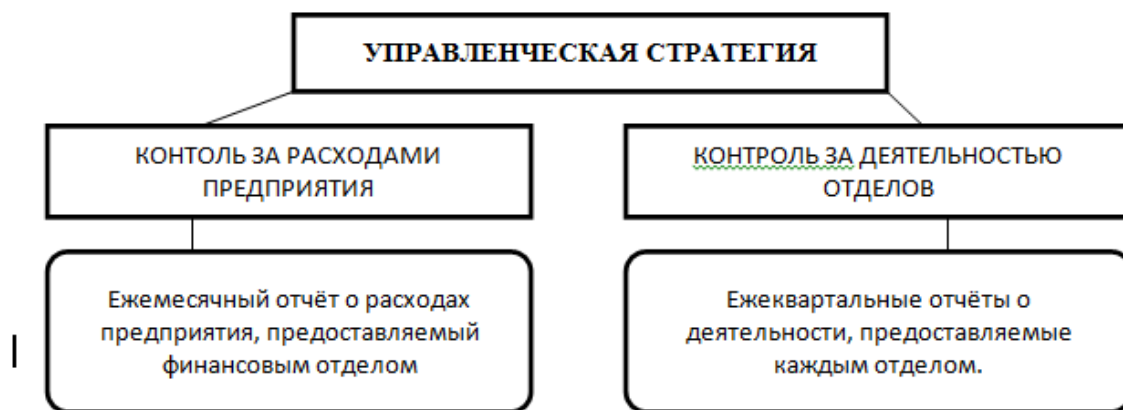 УПРАВЛЕНЧЕСКАЯ СТРАТЕГИЯ
КОНТОЛЬ ЗА РАСХОДАМИ
ПРЕДПРИЯТИЯ
КОНТРОЛЬ ЗА ДЕЯТЕЛЬНОСТЬЮ
ОТДЕЛОВ
Ежемесячный отчёт о расходах
предприятия, предоставляемый
финансовым отделом
Ежеквартальные отчёты о
деятельности, предоставляемые
каждым отделом.